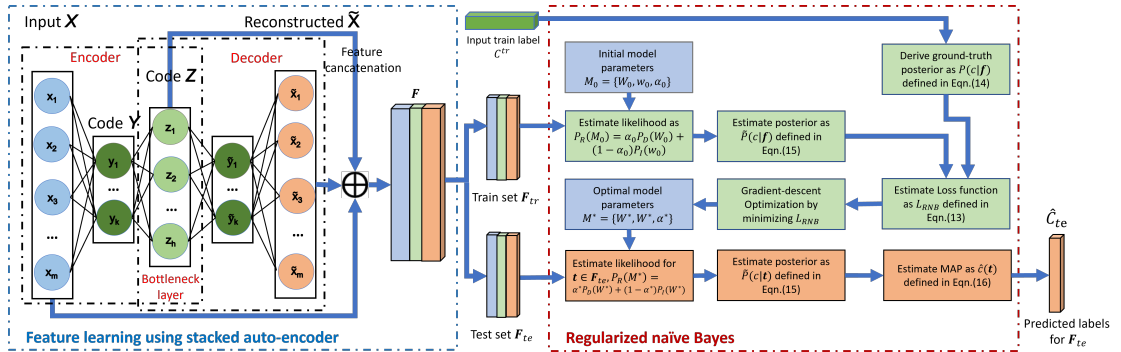 Input X
Reconstructed X̃
Encoder
Code Z
Decoder
Code Y
x₁
x₂
x₃
...
xₘ
y₁
...
yₖ
z₁
z₂
...
zₕ
ỹ₁
...
ỹₖ
x̃₁
x̃₂
x̃₃
...
x̃ₘ
Bottleneck
layer
Feature
cancatenation
F
Feature learning using stacked auto-encoder
Train set F_tr
Test set F_te
Input train label
C^tr
Initial model
parameters
M₀ = {W₀, w₀, α₀}
Derive ground-truth
posterior as P(c|f)
defined in Eqn.(14)
Estimate likelihood as
P_R(M₀) = α₀P_D(W₀) +
(1−α₀)P_I(w₀)
Estimate posterior as
P̂(c|f) defined in
Eqn.(15)
Optimal model
parameters
M* = {W*, W*, α*}
Gradient-descent
Optimization by
minimizing L_RNB
Estimate Loss function
as L_RNB defined in
Eqn.(13)
Estimate likelihood for
t ∈ F_te, P_R(M*) =
α*P_D(W*) + (1−α*)P_I(W*)
Estimate posterior as
P̂(c|t) defined in
Eqn.(15)
Estimate MAP as ĉ(t)
defined in Eqn.(16)
Ĉ_te
Predicted labels
for F_te
Regularized naïve Bayes